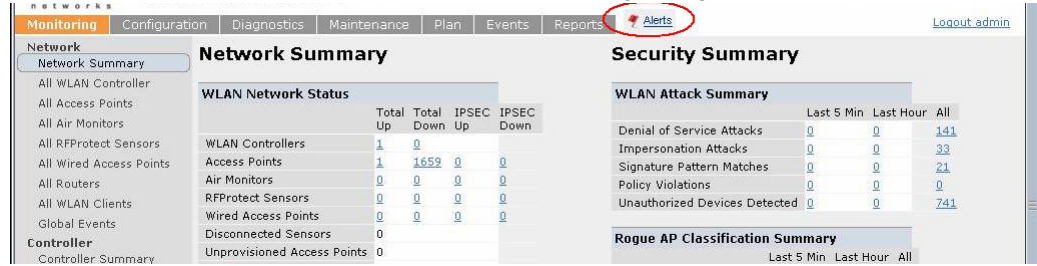 networks
Monitoring Configuration Diagnostics Maintenance Plan Events Reports Alerts Logout admin
Network
Network Summary
All WLAN Controller
All Access Points
All Air Monitors
All RFProtect Sensors
All Wired Access Points
All Routers
All WLAN Clients
Global Events
Controller
Controller Summary
Network Summary
WLAN Network Status
Total Up Total Down IPSEC Up IPSEC Down
WLAN Controllers 1 0
Access Points 1 1659 0 0
Air Monitors 0 0 0 0
RFProtect Sensors 0 0 0 0
Wired Access Points 0 0 0 0
Disconnected Sensors 0
Unprovisioned Access Points 0
Security Summary
WLAN Attack Summary
Last 5 Min Last Hour All
Denial of Service Attacks 0 0 141
Impersonation Attacks 0 0 33
Signature Pattern Matches 0 0 21
Policy Violations 0 0 0
Unauthorized Devices Detected 0 0 741
Rogue AP Classification Summary
Last 5 Min Last Hour All